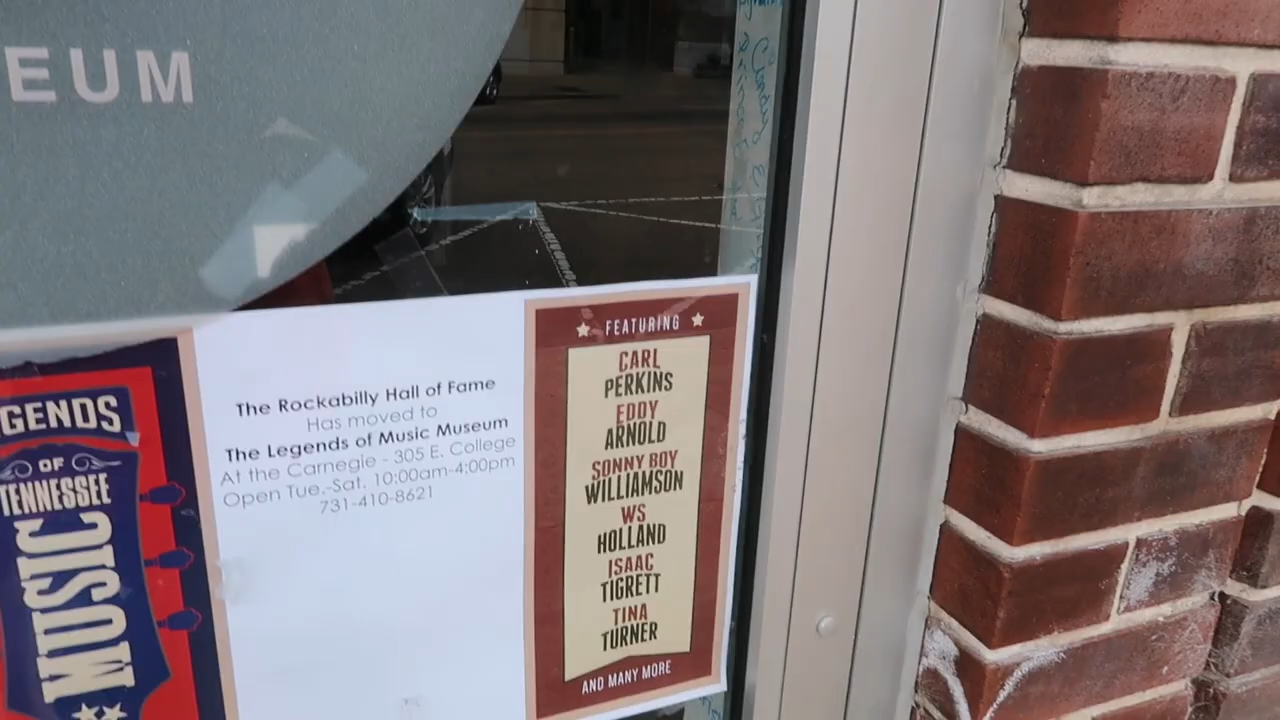 EUM
GENDS
OF
TENNESSEE
MUSIC
The Rockabilly Hall of Fame
Has moved to
The Legends of Music Museum
At the Carnegie - 305 E. College
Open Tue.-Sat. 10:00am-4:00pm
731-410-8621
FEATURING
CARL
PERKINS
EDDY
ARNOLD
SONNY BOY
WILLIAMSON
WS
HOLLAND
ISAAC
TIGRETT
TINA
TURNER
AND MANY MORE